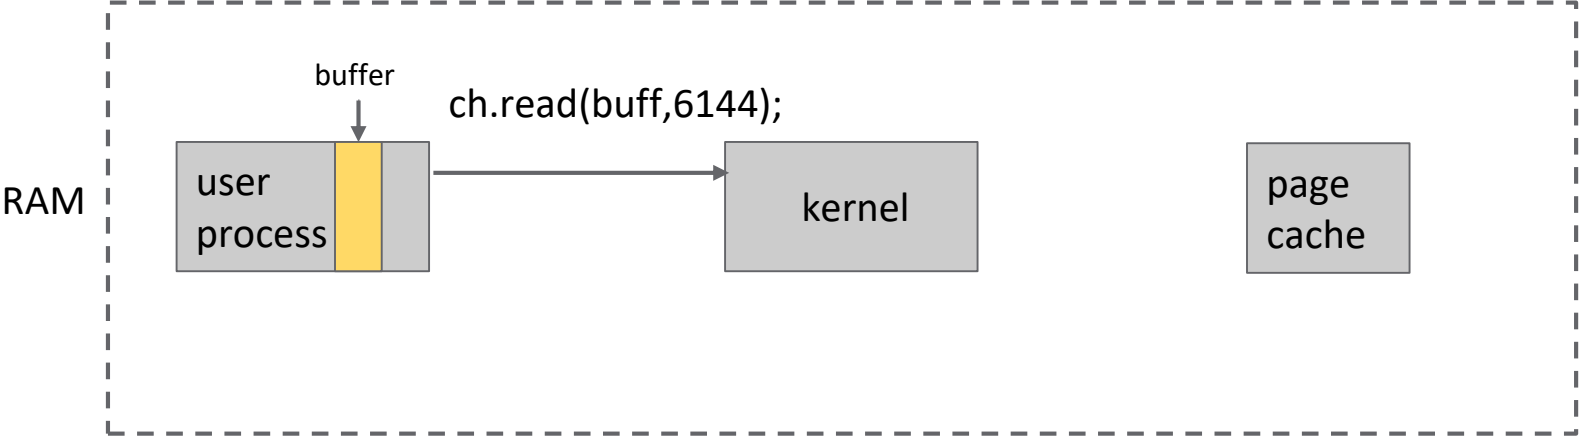 buffer
ch.read(buff,6144);
RAM
user
process
kernel
page
cache